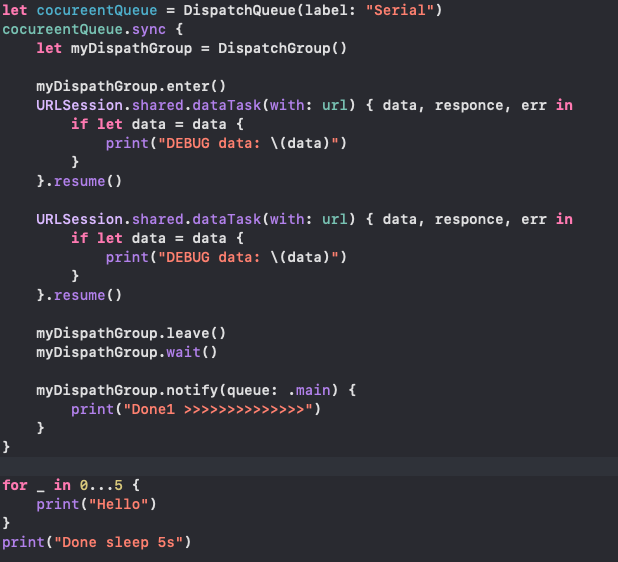 let cocureentQueue = DispatchQueue(label: "Serial")
cocureentQueue.sync {
    let myDispathGroup = DispatchGroup()

    myDispathGroup.enter()
    URLSession.shared.dataTask(with: url) { data, responce, err in
        if let data = data {
            print("DEBUG data: \(data)")
        }
    }.resume()

    URLSession.shared.dataTask(with: url) { data, responce, err in
        if let data = data {
            print("DEBUG data: \(data)")
        }
    }.resume()

    myDispathGroup.leave()
    myDispathGroup.wait()

    myDispathGroup.notify(queue: .main) {
        print("Done1 >>>>>>>>>>>>>>")
    }
}

for _ in 0...5 {
    print("Hello")
}
print("Done sleep 5s")